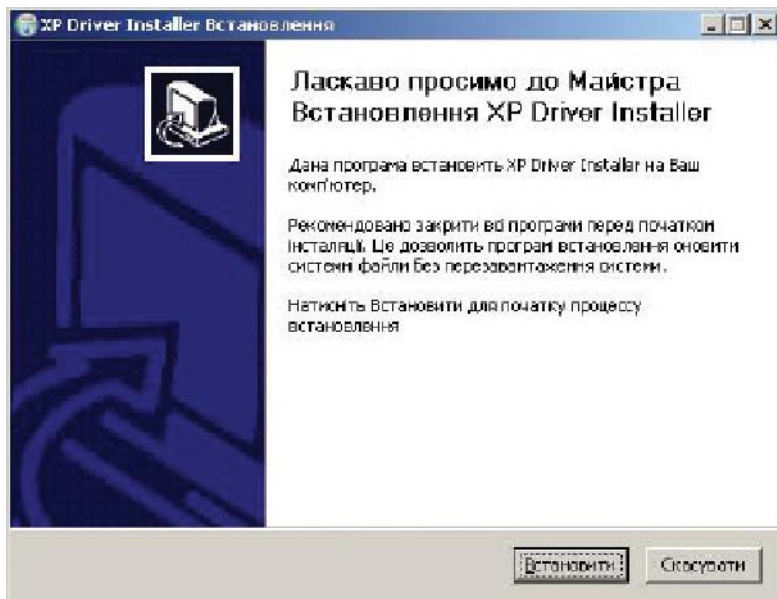 XP Driver Installer Встановлення
Ласкаво просимо до Майстра
Встановлення XP Driver Installer
Дана програма встановить XP Driver Installer на Ваш
комп'ютер.
Рекомендовано закрити всі програми перед початком
інсталяції. Це дозволить програмі встановлення оновити
системні файли без перезавантаження системи.
Натисніть Встановити для початку процессу
встановлення
Встановити
Скасувати